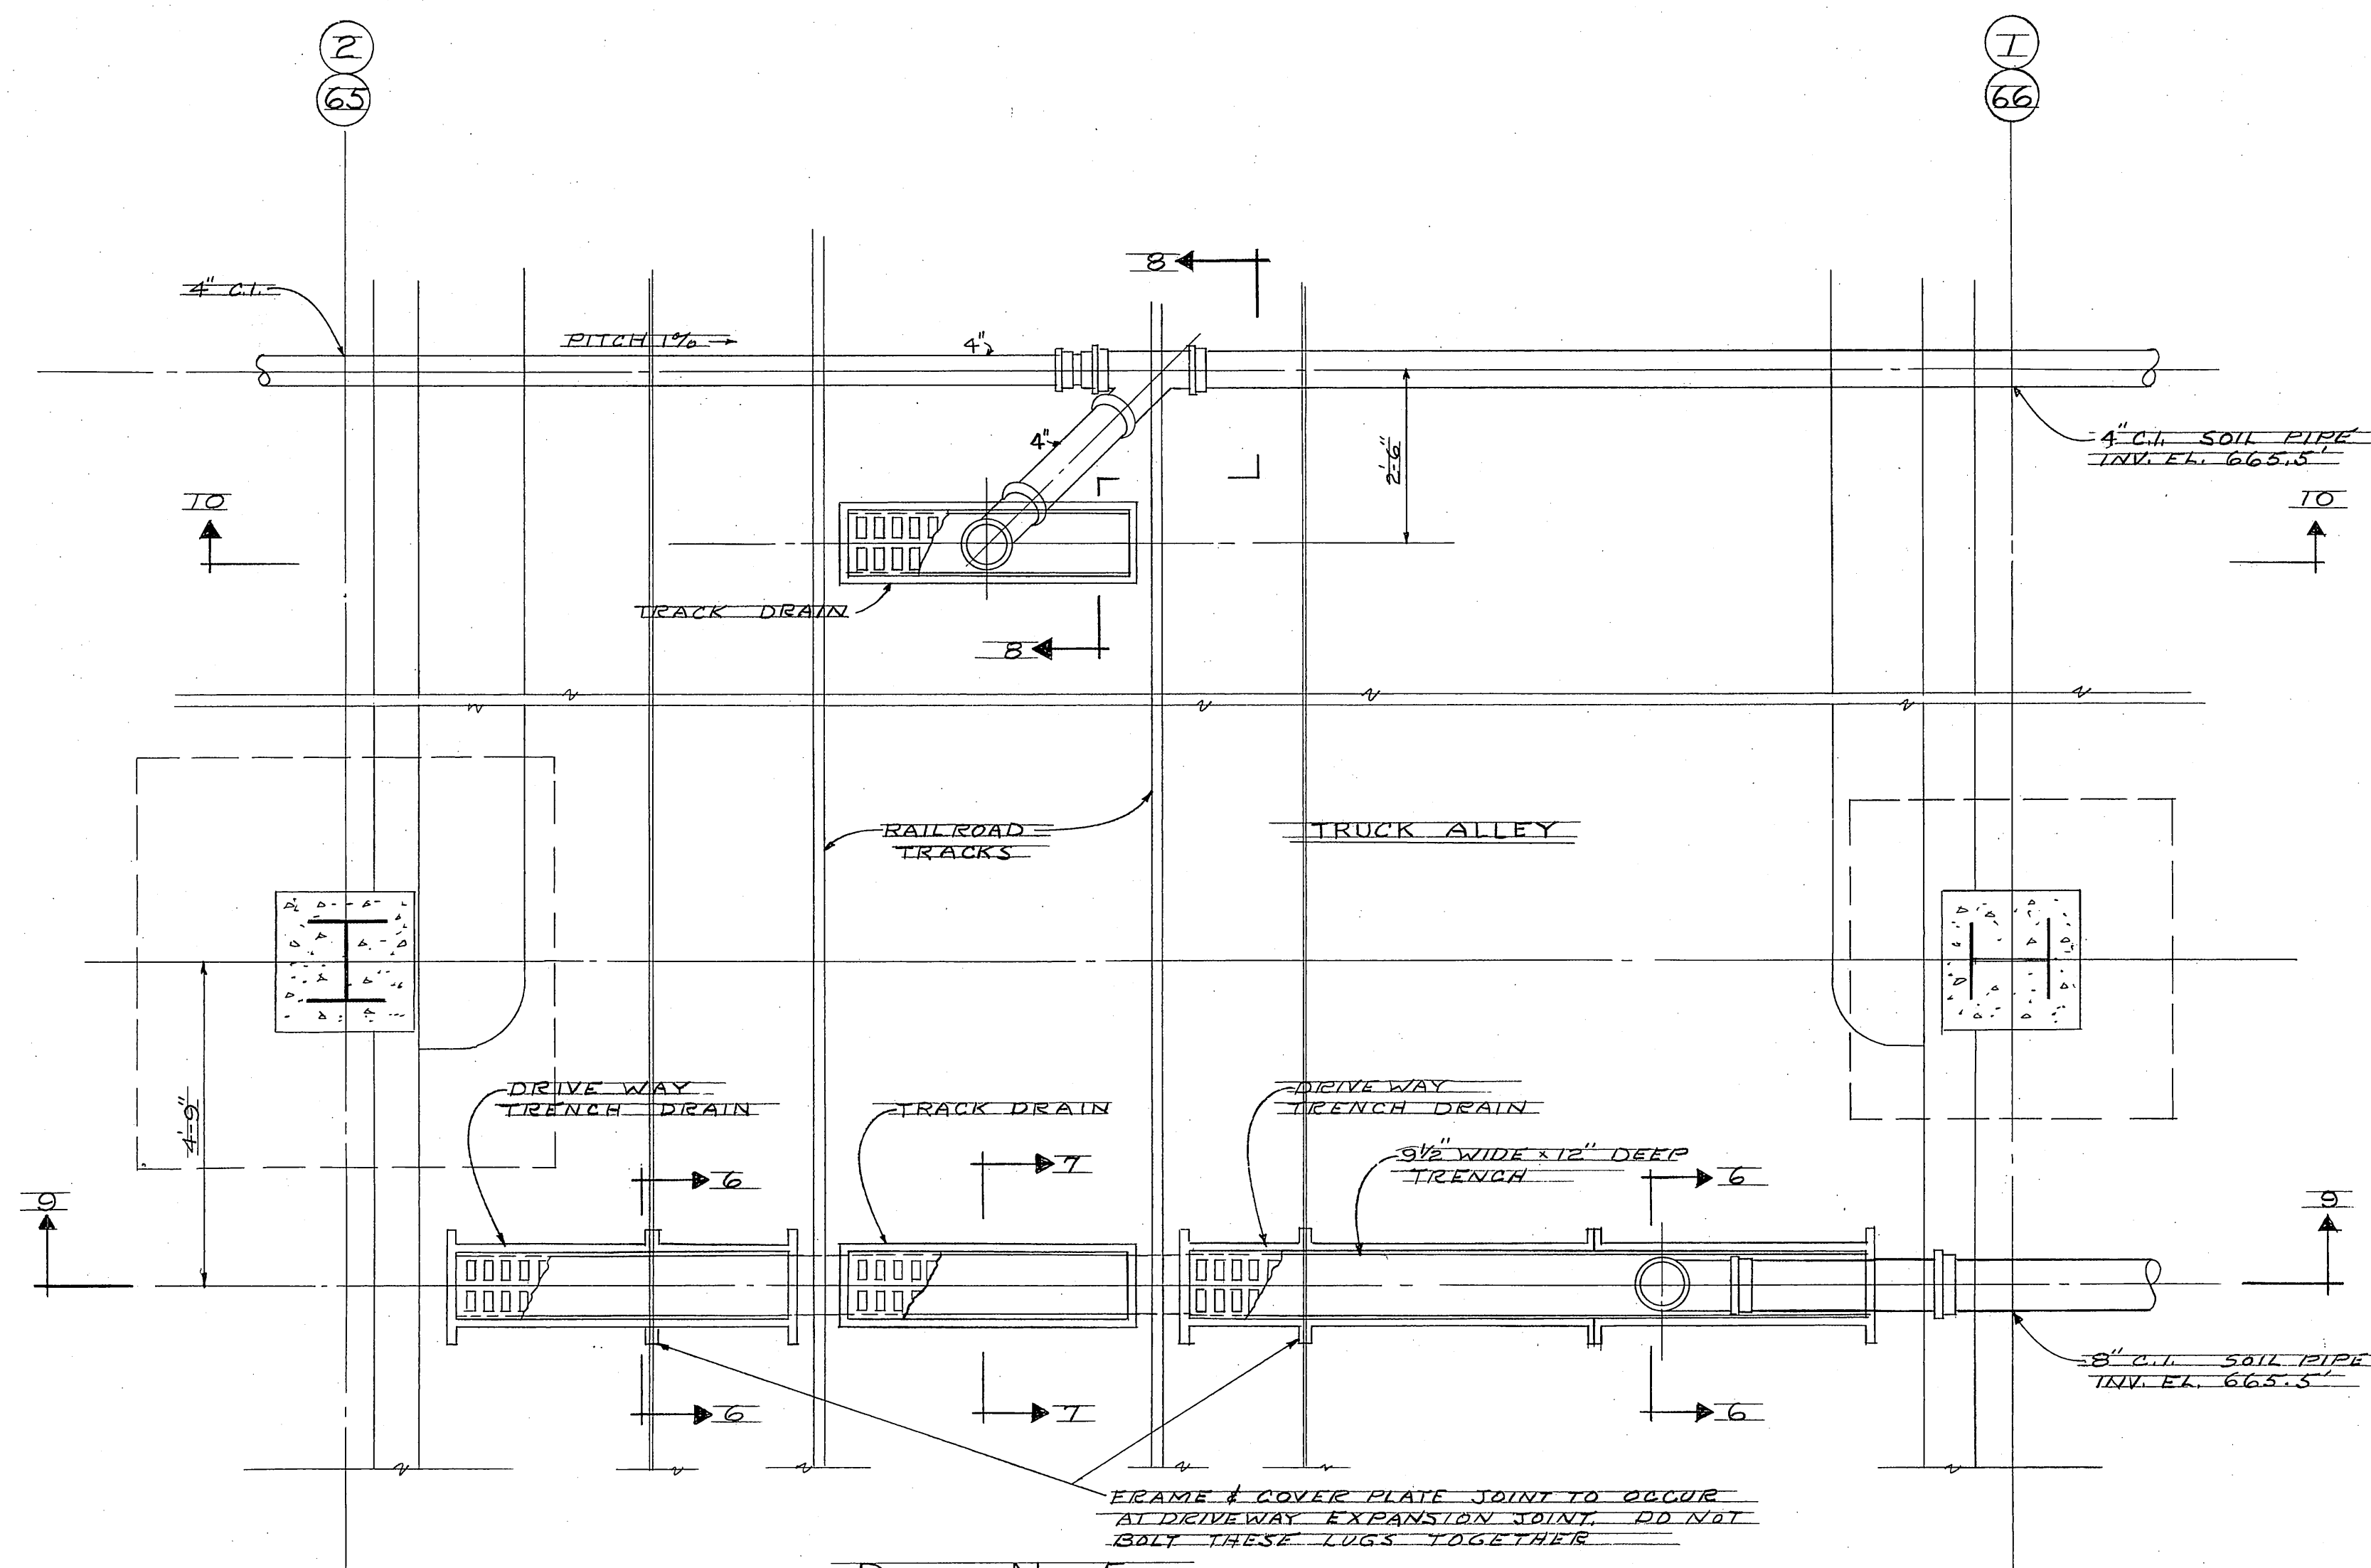 2
65
1
66
8
4" C.I.
PITCH 1%
4"
4"
2'-6"
4" C.I. SOIL PIPE
INV. EL. 665.5'
10
10
TRACK DRAIN
8
RAILROAD
TRACKS
TRUCK ALLEY
4'-9"
DRIVE WAY
TRENCH DRAIN
TRACK DRAIN
DRIVE WAY
TRENCH DRAIN
9½" WIDE × 12" DEEP
TRENCH
6
7
6
9
9
8" C.I. SOIL PIPE
INV. EL. 665.5'
6
7
6
FRAME & COVER PLATE JOINT TO OCCUR
AT DRIVEWAY EXPANSION JOINT. DO NOT
BOLT THESE LUGS TOGETHER